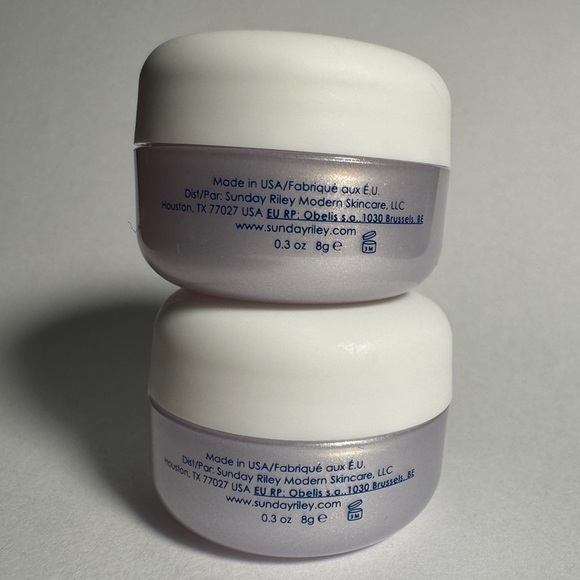 Made in USA/Fabriqué aux É.U.
Dist/Par: Sunday Riley Modern Skincare, LLC
Houston, TX 77027 USA EU RP: Obelis s.a., 1030 Brussels, BE
www.sundayriley.com
0.3 oz 8g ℮ 3 M
Made in USA/Fabriqué aux É.U.
Dist/Par: Sunday Riley Modern Skincare, LLC
Houston, TX 77027 USA EU RP: Obelis s.a., 1030 Brussels, BE
www.sundayriley.com
0.3 oz 8g ℮ 3 M